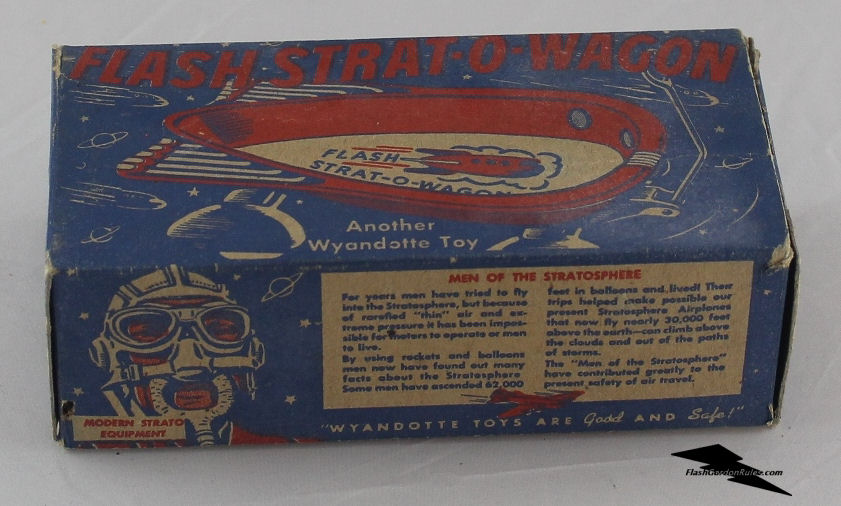 FLASH STRAT-O-WAGON
FLASH
STRAT-O-WAGON
Another
Wyandotte Toy
MEN OF THE STRATOSPHERE
For years men have tried to fly
into the Stratosphere, but because
of rarefied "thin" air and ex-
treme pressure it has been impos-
sible for motors to operate or men
to live.
By using rockets and balloons
men now have found out many
facts about the Stratosphere
Some men have ascended 62,000
feet in balloons and lived! Their
trips helped make possible our
present Stratosphere Airplanes
that now fly nearly 30,000 feet
above the earth—can climb above
the clouds and out of the paths
of storms.
The "Men of the Stratosphere"
have contributed greatly to the
present safety of air travel.
MODERN STRATO
EQUIPMENT
"WYANDOTTE TOYS ARE Good AND Safe!"
FlashGordonRules.com